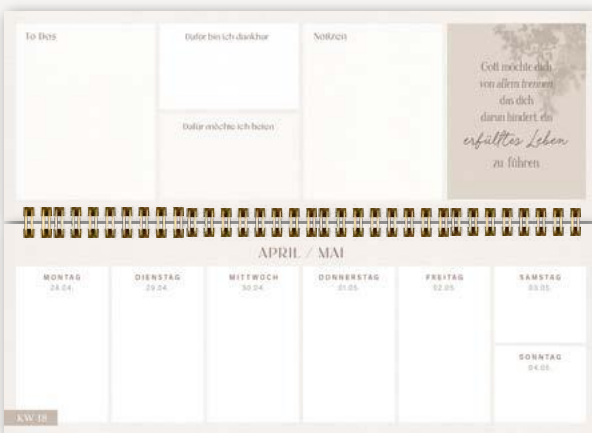 To Dos
Dafür bin ich dankbar
Dafür möchte ich beten
Notizen
Gott möchte dich
von allem trennen,
das dich
daran hindert, ein
erfülltes Leben
zu führen.
APRIL / MAI
MONTAG
28.04.
DIENSTAG
29.04.
MITTWOCH
30.04.
DONNERSTAG
01.05.
FREITAG
02.05.
SAMSTAG
03.05.
SONNTAG
04.05.
KW 18